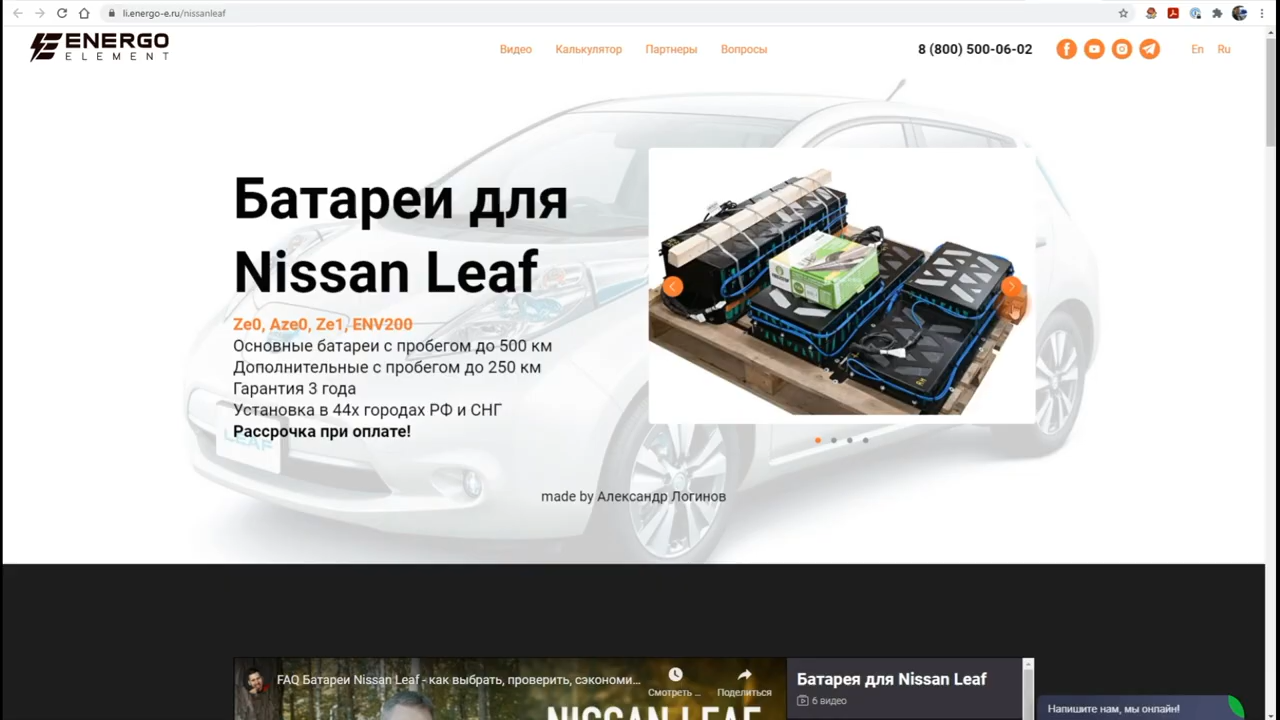 li.energo-e.ru/nissanleaf
ENERGO
ELEMENT
Видео
Калькулятор
Партнеры
Вопросы
8 (800) 500-06-02
En
Ru
Батареи для
Nissan Leaf
Ze0, Aze0, Ze1, ENV200
Основные батареи с пробегом до 500 км
Дополнительные с пробегом до 250 км
Гарантия 3 года
Установка в 44х городах РФ и СНГ
Рассрочка при оплате!
LEAF
made by Александр Логинов
FAQ Батареи Nissan Leaf - как выбрать, проверить, сэкономи...
Смотреть ...
Поделиться
NISSAN LEAF
Батарея для Nissan Leaf
6 видео
Напишите нам, мы онлайн!